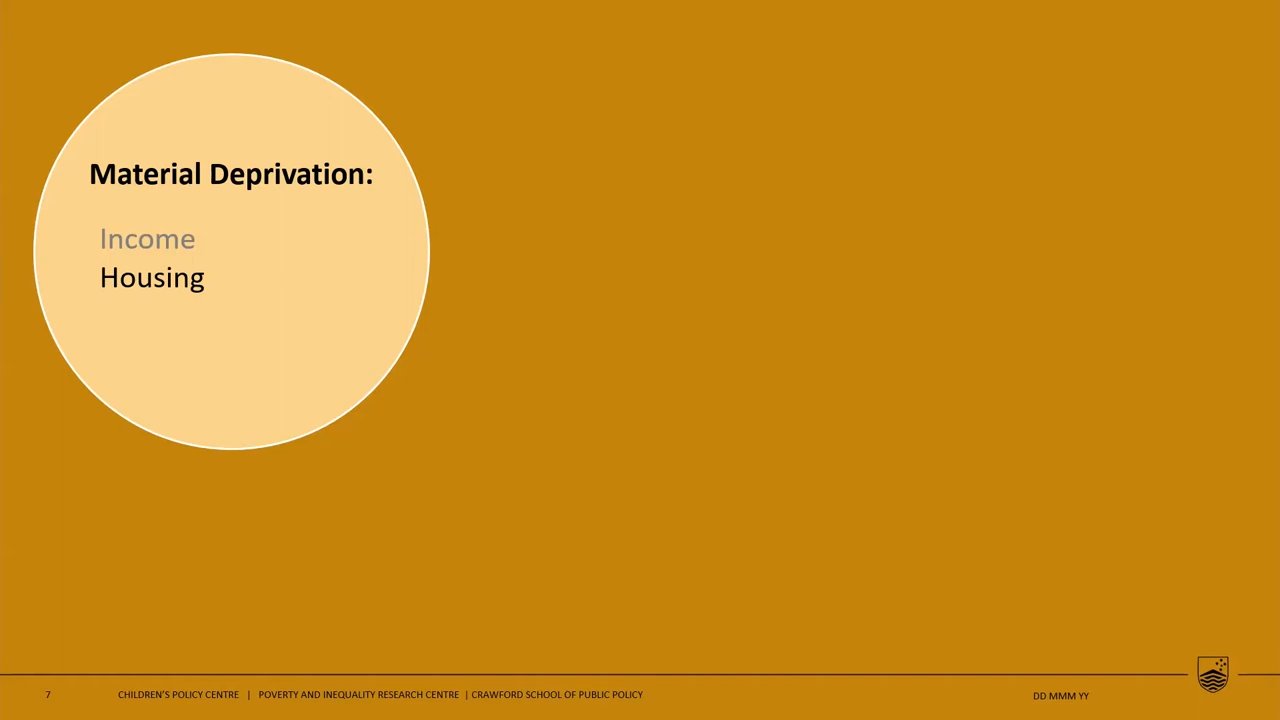 Material Deprivation:
Income
Housing
7 CHILDREN'S POLICY CENTRE | POVERTY AND INEQUALITY RESEARCH CENTRE | CRAWFORD SCHOOL OF PUBLIC POLICY DD MMM YY